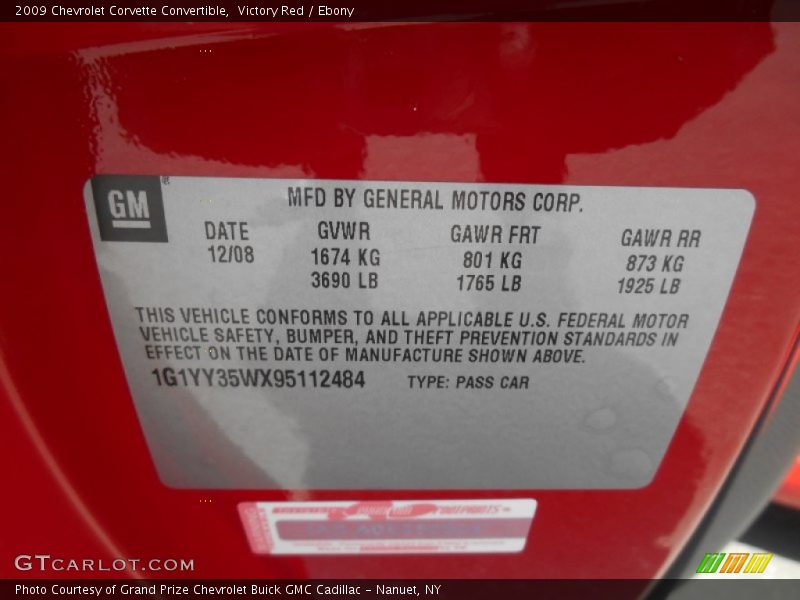 2009 Chevrolet Corvette Convertible, Victory Red / Ebony
GM
MFD BY GENERAL MOTORS CORP.
DATE GVWR GAWR FRT GAWR RR
12/08 1674 KG 801 KG 873 KG
3690 LB 1765 LB 1925 LB
THIS VEHICLE CONFORMS TO ALL APPLICABLE U.S. FEDERAL MOTOR
VEHICLE SAFETY, BUMPER, AND THEFT PREVENTION STANDARDS IN
EFFECT ON THE DATE OF MANUFACTURE SHOWN ABOVE.
1G1YY35WX95112484 TYPE: PASS CAR
GTCARLOT.COM
Photo Courtesy of Grand Prize Chevrolet Buick GMC Cadillac - Nanuet, NY